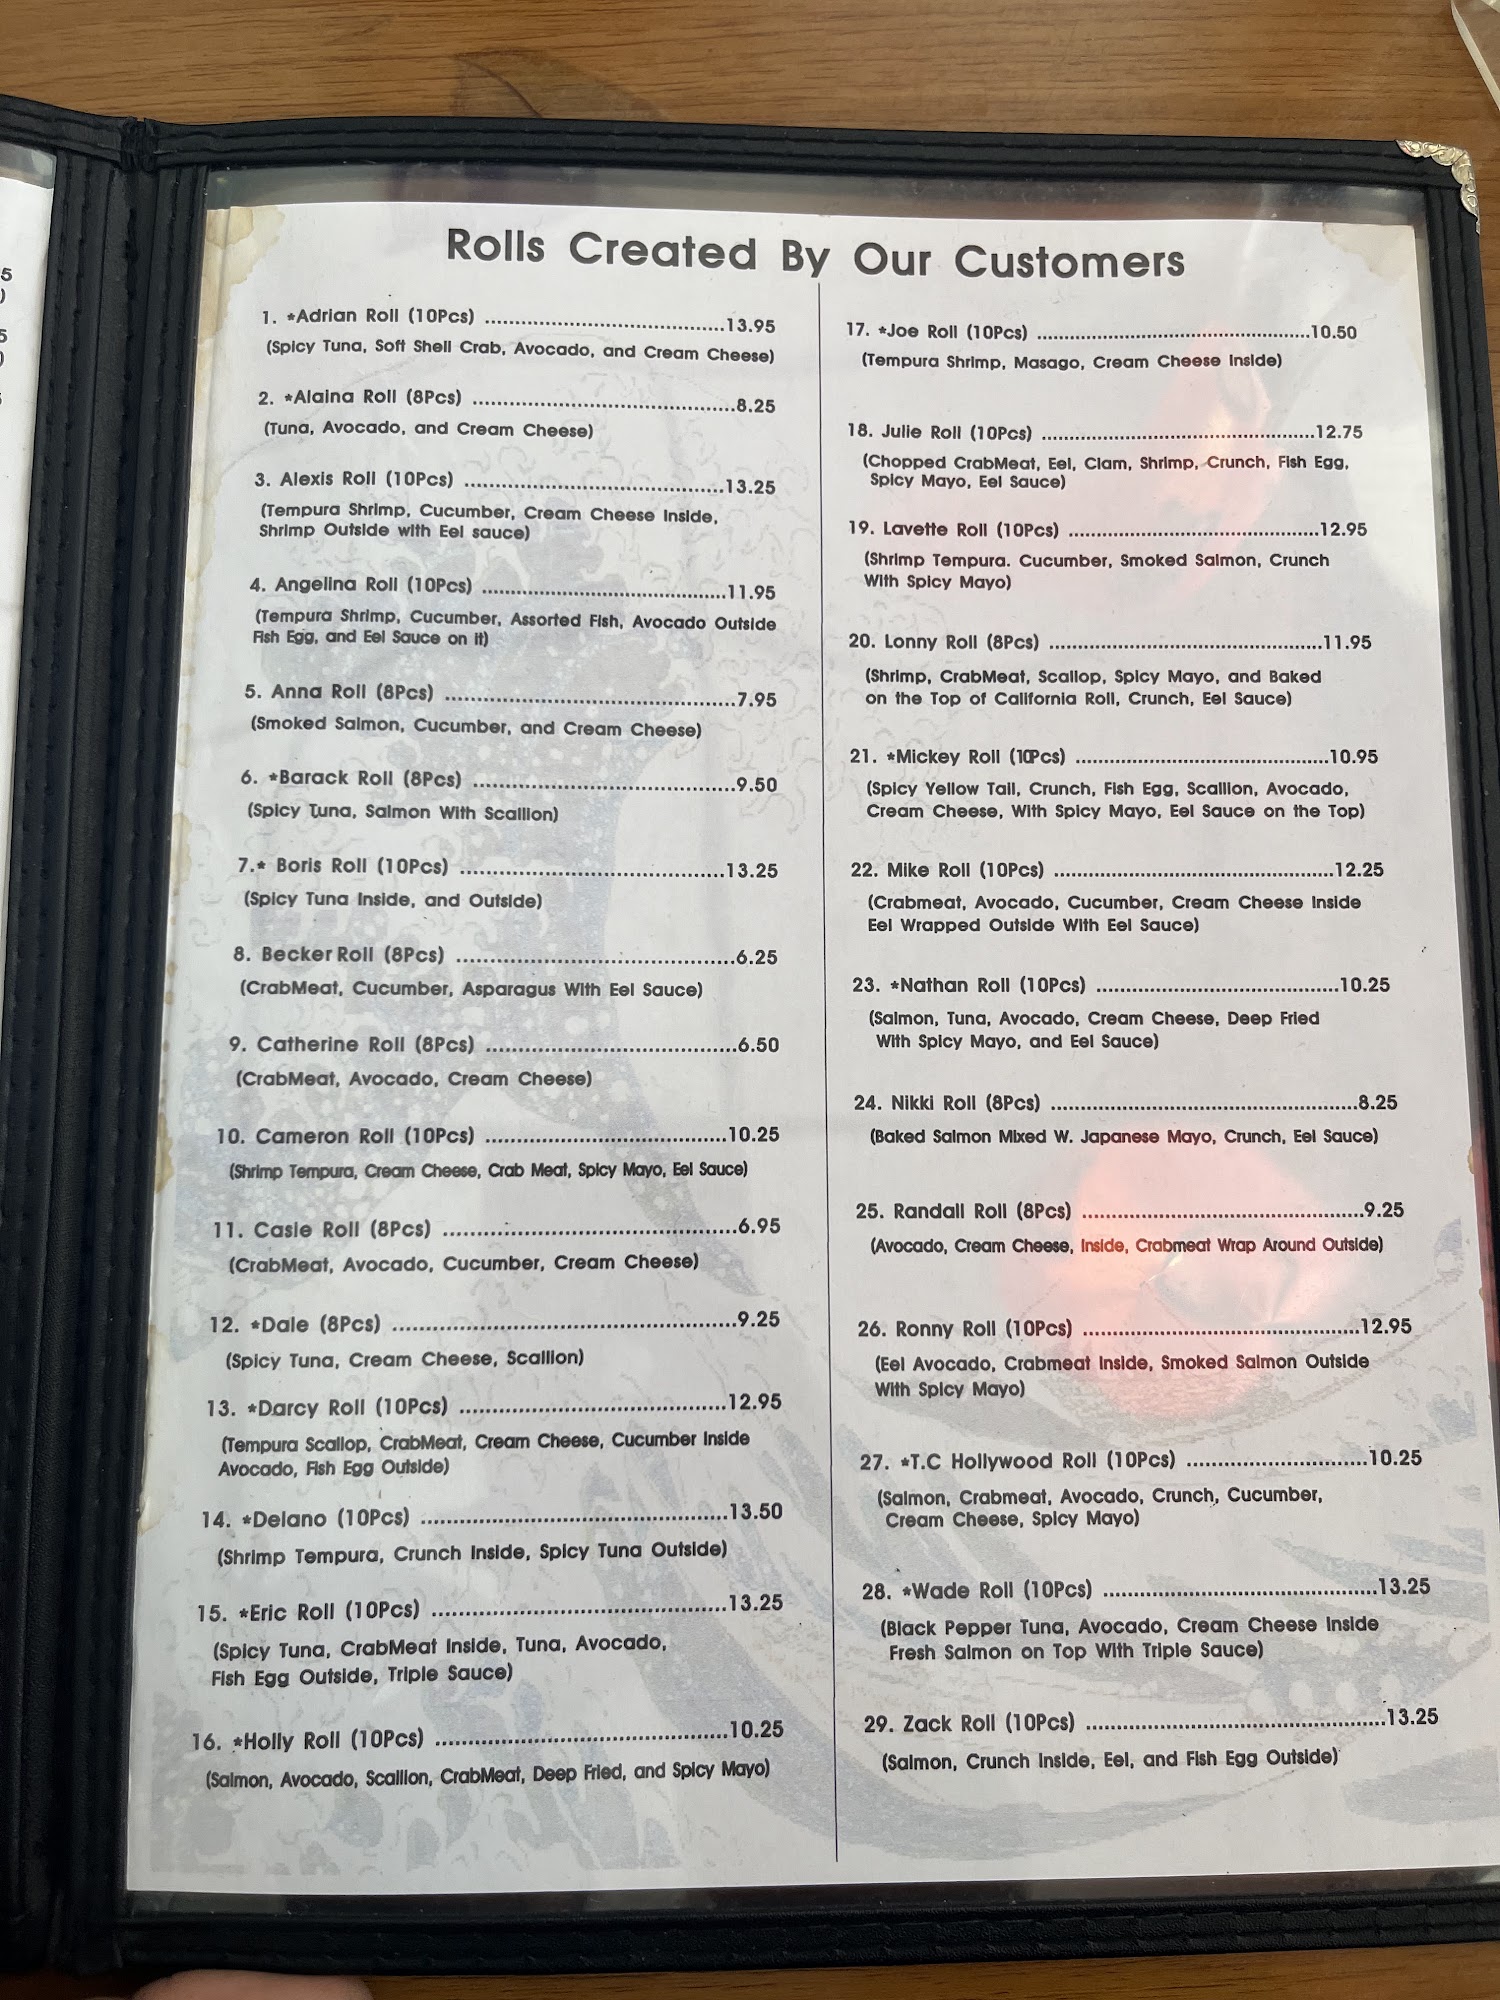 5
)
5
)
Rolls Created By Our Customers
1. *Adrian Roll (10Pcs) ........................................13.95
(Spicy Tuna, Soft Shell Crab, Avocado, and Cream Cheese)
2. *Alaina Roll (8Pcs) ............................................8.25
(Tuna, Avocado, and Cream Cheese)
3. Alexis Roll (10Pcs) ...........................................13.25
(Tempura Shrimp, Cucumber, Cream Cheese Inside,
Shrimp Outside with Eel sauce)
4. Angelina Roll (10Pcs) ........................................11.95
(Tempura Shrimp, Cucumber, Assorted Fish, Avocado Outside
Fish Egg, and Eel Sauce on it)
5. Anna Roll (8Pcs) ................................................7.95
(Smoked Salmon, Cucumber, and Cream Cheese)
6. *Barack Roll (8Pcs) ...........................................9.50
(Spicy Tuna, Salmon With Scallion)
7.* Boris Roll (10Pcs) ............................................13.25
(Spicy Tuna Inside, and Outside)
8. Becker Roll (8Pcs) ..............................................6.25
(CrabMeat, Cucumber, Asparagus With Eel Sauce)
9. Catherine Roll (8Pcs) ..........................................6.50
(CrabMeat, Avocado, Cream Cheese)
10. Cameron Roll (10Pcs) ........................................10.25
(Shrimp Tempura, Cream Cheese, Crab Meat, Spicy Mayo, Eel Sauce)
11. Casie Roll (8Pcs) .................................................6.95
(CrabMeat, Avocado, Cucumber, Cream Cheese)
12. *Dale (8Pcs) .........................................................9.25
(Spicy Tuna, Cream Cheese, Scallion)
13. *Darcy Roll (10Pcs) .............................................12.95
(Tempura Scallop, CrabMeat, Cream Cheese, Cucumber Inside
Avocado, Fish Egg Outside)
14. *Delano (10Pcs) ...................................................13.50
(Shrimp Tempura, Crunch Inside, Spicy Tuna Outside)
15. *Eric Roll (10Pcs) .................................................13.25
(Spicy Tuna, CrabMeat Inside, Tuna, Avocado,
Fish Egg Outside, Triple Sauce)
16. *Holly Roll (10Pcs) ................................................10.25
(Salmon, Avocado, Scallion, CrabMeat, Deep Fried, and Spicy Mayo)
17. *Joe Roll (10Pcs) ..............................................10.50
(Tempura Shrimp, Masago, Cream Cheese Inside)
18. Julie Roll (10Pcs) ..............................................12.75
(Chopped CrabMeat, Eel, Clam, Shrimp, Crunch, Fish Egg,
Spicy Mayo, Eel Sauce)
19. Lavette Roll (10Pcs) ..........................................12.95
(Shrimp Tempura. Cucumber, Smoked Salmon, Crunch
With Spicy Mayo)
20. Lonny Roll (8Pcs) ..............................................11.95
(Shrimp, CrabMeat, Scallop, Spicy Mayo, and Baked
on the Top of California Roll, Crunch, Eel Sauce)
21. *Mickey Roll (10Pcs) ..........................................10.95
(Spicy Yellow Tail, Crunch, Fish Egg, Scallion, Avocado,
Cream Cheese, With Spicy Mayo, Eel Sauce on the Top)
22. Mike Roll (10Pcs) ...............................................12.25
(Crabmeat, Avocado, Cucumber, Cream Cheese Inside
Eel Wrapped Outside With Eel Sauce)
23. *Nathan Roll (10Pcs) .........................................10.25
(Salmon, Tuna, Avocado, Cream Cheese, Deep Fried
With Spicy Mayo, and Eel Sauce)
24. Nikki Roll (8Pcs) ....................................................8.25
(Baked Salmon Mixed W. Japanese Mayo, Crunch, Eel Sauce)
25. Randall Roll (8Pcs) ................................................9.25
(Avocado, Cream Cheese, Inside, Crabmeat Wrap Around Outside)
26. Ronny Roll (10Pcs) ..............................................12.95
(Eel Avocado, Crabmeat Inside, Smoked Salmon Outside
With Spicy Mayo)
27. *T.C Hollywood Roll (10Pcs) ..............................10.25
(Salmon, Crabmeat, Avocado, Crunch, Cucumber,
Cream Cheese, Spicy Mayo)
28. *Wade Roll (10Pcs) ..............................................13.25
(Black Pepper Tuna, Avocado, Cream Cheese Inside
Fresh Salmon on Top With Triple Sauce)
29. Zack Roll (10Pcs) ..................................................13.25
(Salmon, Crunch Inside, Eel, and Fish Egg Outside)